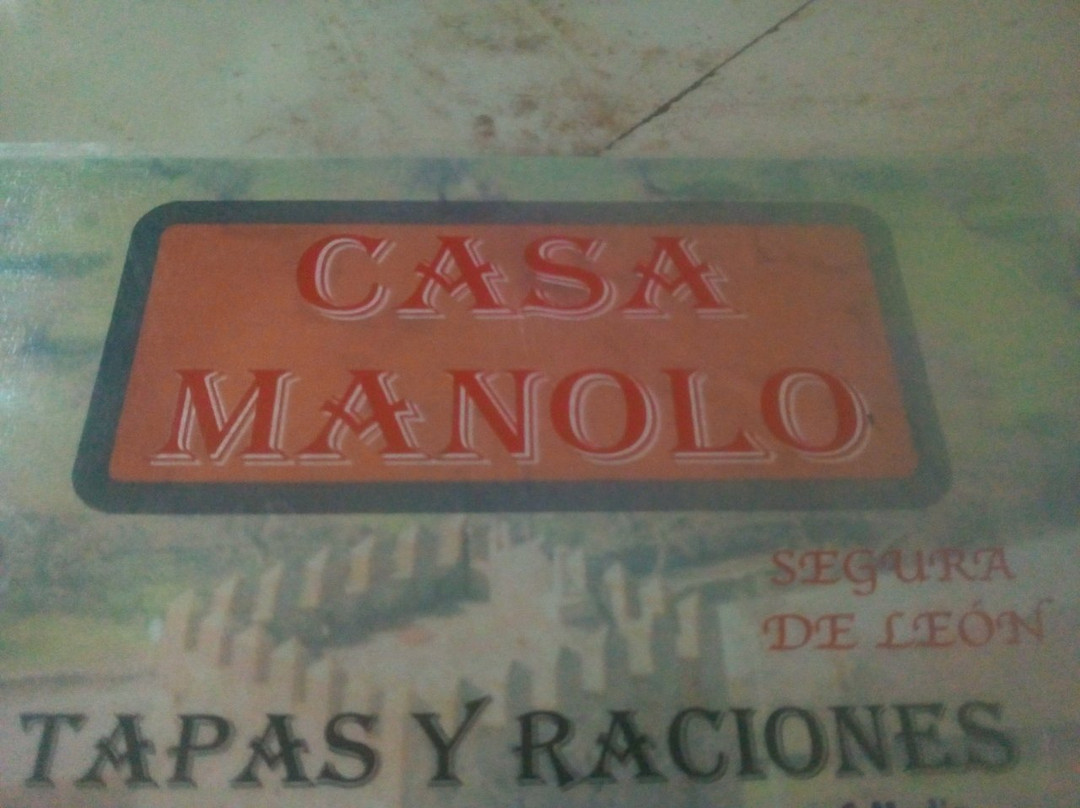 CASA
MANOLO
SEGURA
DE LEÓN
TAPAS Y RACIONES